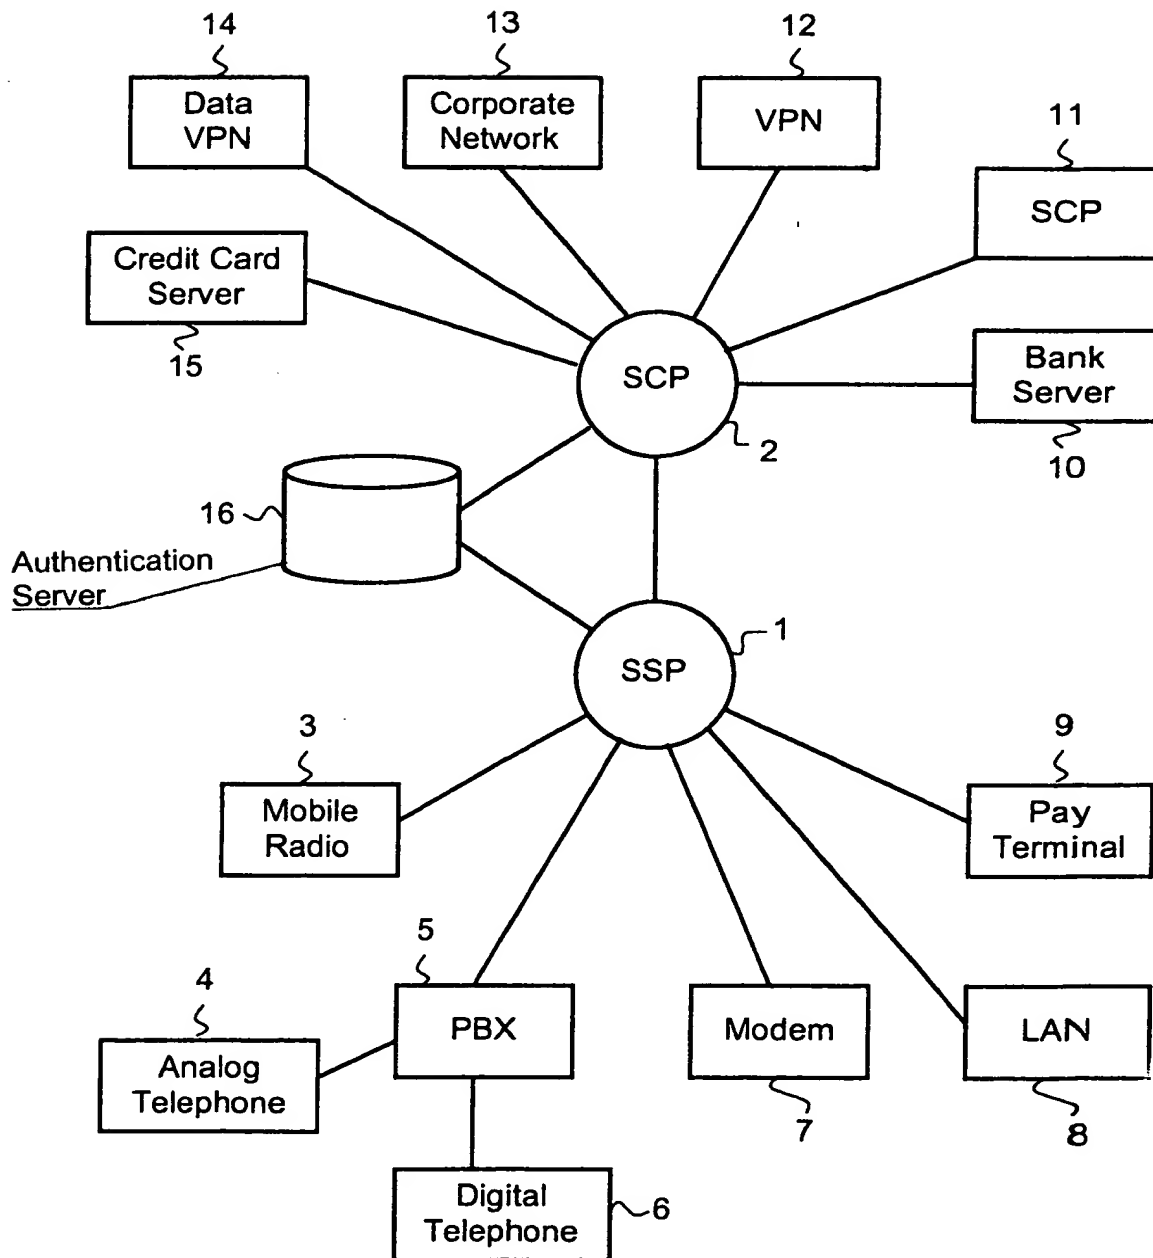 14
13
12
Data
VPN
Corporate
Network
VPN
11
SCP
Credit Card
Server
15
SCP
2
Bank
Server
10
16
Authentication
Server
1
SSP
3
Mobile
Radio
9
Pay
Terminal
5
PBX
4
Analog
Telephone
Modem
7
LAN
8
Digital
Telephone
6